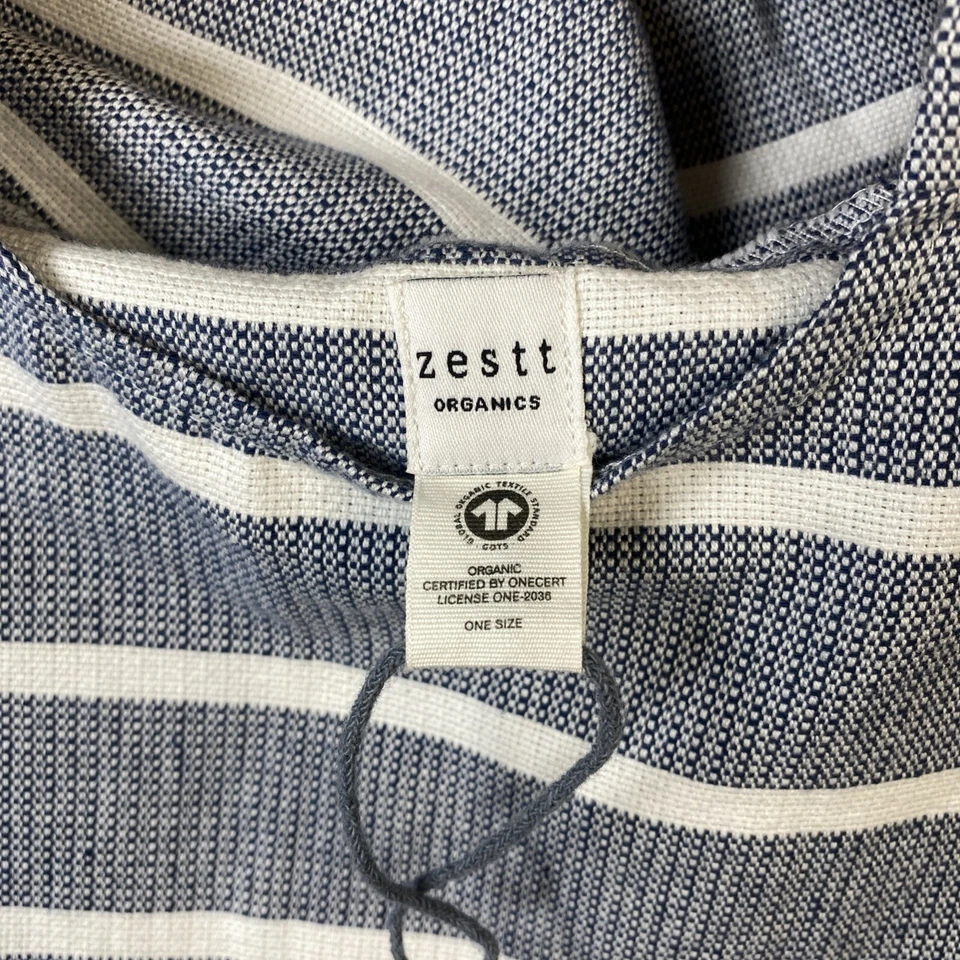 zestt
ORGANICS
GLOBAL ORGANIC TEXTILE STANDARD
GOTS
ORGANIC
CERTIFIED BY ONECERT
LICENSE ONE-2036
ONE SIZE